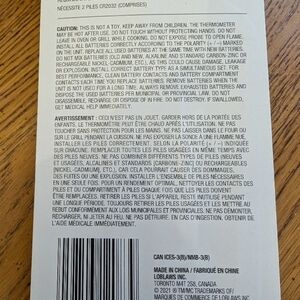 NÉCESSITE 2 PILES CR2032 (COMPRISES)
CAUTION: THIS IS NOT A TOY. KEEP AWAY FROM CHILDREN. THE THERMOMETER
MAY BE HOT AFTER USE. DO NOT TOUCH WITHOUT PROTECTING HANDS. DO NOT
LEAVE IN OVEN OR GRILL WHILE COOKING. DO NOT EXPOSE PROBE TO OPEN FLAME.
INSTALL ALL BATTERIES CORRECTLY ACCORDING TO THE POLARITY (+ / –) MARKED
ON THE UNIT. REPLACE ALL USED BATTERIES AT THE SAME TIME WITH NEW BATTERIES.
DO NOT MIX BATTERY TYPES, OLD AND NEW, ALKALINE AND STANDARD CARBON-ZINC OR
RECHARGEABLE NICKEL CADMIUM, ETC.), AS THIS COULD CAUSE DAMAGE, LEAKAGE
OR EXPLOSION. INSTALL CORRECT BATTERY TYPE AS A SIMULTANEOUS SET. FOR
BEST PERFORMANCE, CLEAN BATTERY CONTACTS AND BATTERY COMPARTMENT
CONTACTS EACH TIME YOU REPLACE BATTERIES. REMOVE BATTERIES WHEN THE
UNIT IS NOT USED FOR A LONG TIME. ALWAYS REMOVE EXHAUSTED BATTERIES AND
DISPOSE THE USED BATTERIES AS PER YOUR MUNICIPAL OR PROVINCIAL LAW. DO NOT
DISASSEMBLE, RECHARGE OR DISPOSE OF IN FIRE. DO NOT DIGEST. IF SWALLOWED,
GET MEDICAL HELP IMMEDIATELY.
AVERTISSEMENT : CECI N'EST PAS UN JOUET. GARDER HORS DE LA PORTÉE DES
ENFANTS. LE THERMOMÈTRE PEUT ÊTRE CHAUD APRÈS L'UTILISATION. NE PAS
TOUCHER SANS PROTECTION POUR LES MAINS. NE PAS LAISSER DANS LE FOUR OU
SUR LE GRIL PENDANT LA CUISSON. NE PAS EXPOSER LA SONDE À UNE FLAMME NUE.
INSTALLER TOUTES LES PILES CORRECTEMENT SELON LA POLARITÉ (+ / –) INDIQUÉE
SUR CHACUNE. REMPLACER TOUTES LES PILES USAGÉES EN MÊME TEMPS AVEC
DES PILES NEUVES. NE PAS COMBINER DIFFÉRENTS TYPES DE PILES (NEUVES ET
USAGÉES, ALCALINES ET STANDARDS (CARBONE-ZINC) OU RECHARGEABLES
(NICKEL-CADMIUM), ETC.), CAR CELA POURRAIT CAUSER DES DOMMAGES,
DES FUITES OU UNE EXPLOSION. INSTALLER L'ENSEMBLE DE PILES NÉCESSAIRES
EN UNE SEULE FOIS. POUR UN RENDEMENT OPTIMAL, NETTOYER LES CONTACTS DES
PILES ET DU COMPARTIMENT À PILES CHAQUE FOIS QUE LES PILES DOIVENT ÊTRE
REMPLACÉES. RETIRER LES PILES SI L'APPAREIL RESTE INUTILISÉ PENDANT
UNE LONGUE PÉRIODE. TOUJOURS RETIRER LES PILES USAGÉES ET LES METTRE AU
REBUT CONFORMÉMENT AUX LOIS MUNICIPALES ET PROVINCIALES. NE PAS DÉMONTER,
RECHARGER, NI JETER AU FEU. NE PAS DIGÉRER. EN CAS D'INGESTION, OBTENIR
DE L'AIDE MÉDICALE IMMÉDIATEMENT.
CAN ICES-3(B)/NMB-3(B)
MADE IN CHINA / FABRIQUÉ EN CHINE
LOBLAWS INC.
TORONTO M4T 2S8, CANADA
© 2021 ®/TM/MC TRADEMARKS OF/
MARQUES DE COMMERCE DE LOBLAWS INC.